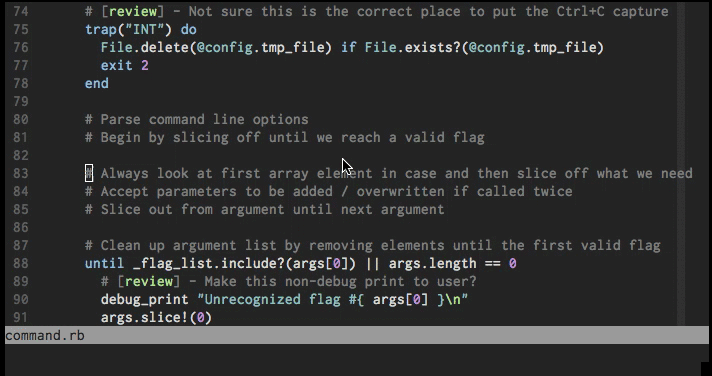 74 # [review] - Not sure this is the correct place to put the Ctrl+C capture
75 trap("INT") do
76 File.delete(@config.tmp_file) if File.exists?(@config.tmp_file)
77 exit 2
78 end
79
80 # Parse command line options
81 # Begin by slicing off until we reach a valid flag
82
83 # Always look at first array element in case and then slice off what we need
84 # Accept parameters to be added / overwritten if called twice
85 # Slice out from argument until next argument
86
87 # Clean up argument list by removing elements until the first valid flag
88 until _flag_list.include?(args[0]) || args.length == 0
89 # [review] - Make this non-debug print to user?
90 debug_print "Unrecognized flag #{ args[0] }\n"
91 args.slice!(0)
command.rb